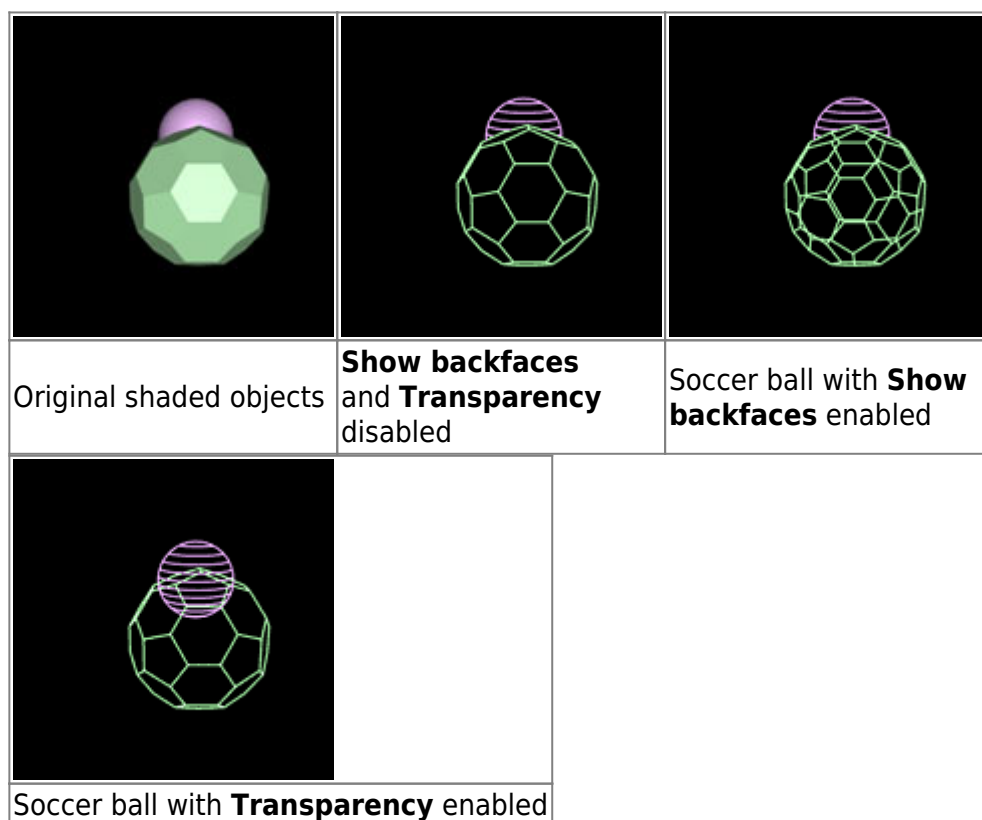 Original shaded objects
Show backfaces
and Transparency
disabled
Soccer ball with Show
backfaces enabled
Soccer ball with Transparency enabled